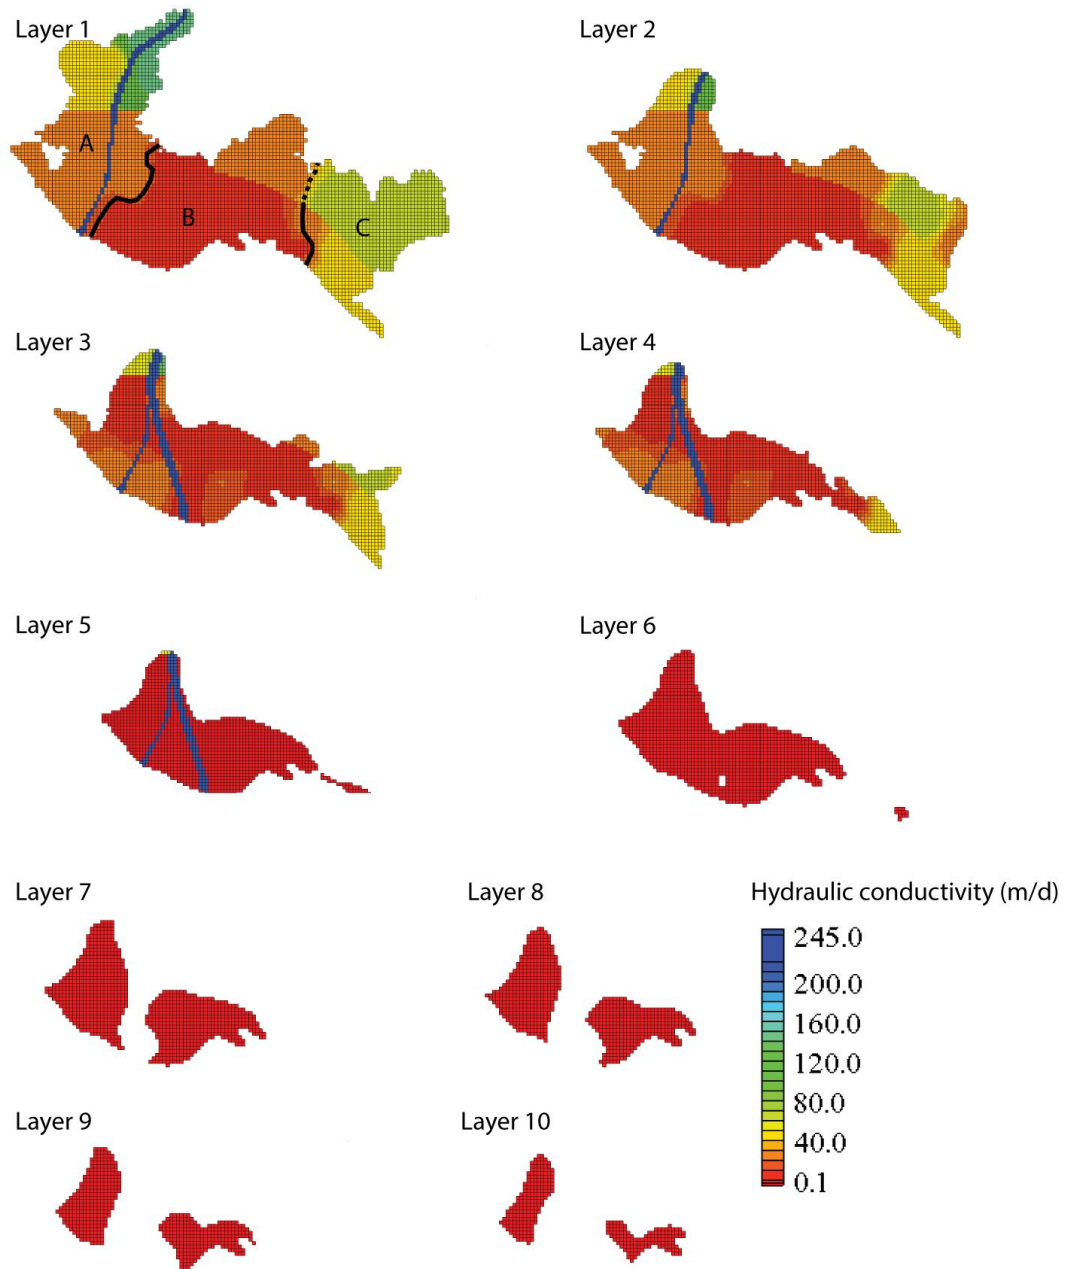 Layer 1
Layer 2
A
B
C
Layer 3
Layer 4
Layer 5
Layer 6
Layer 7
Layer 8
Hydraulic conductivity (m/d)
245.0
200.0
160.0
120.0
80.0
40.0
0.1
Layer 9
Layer 10